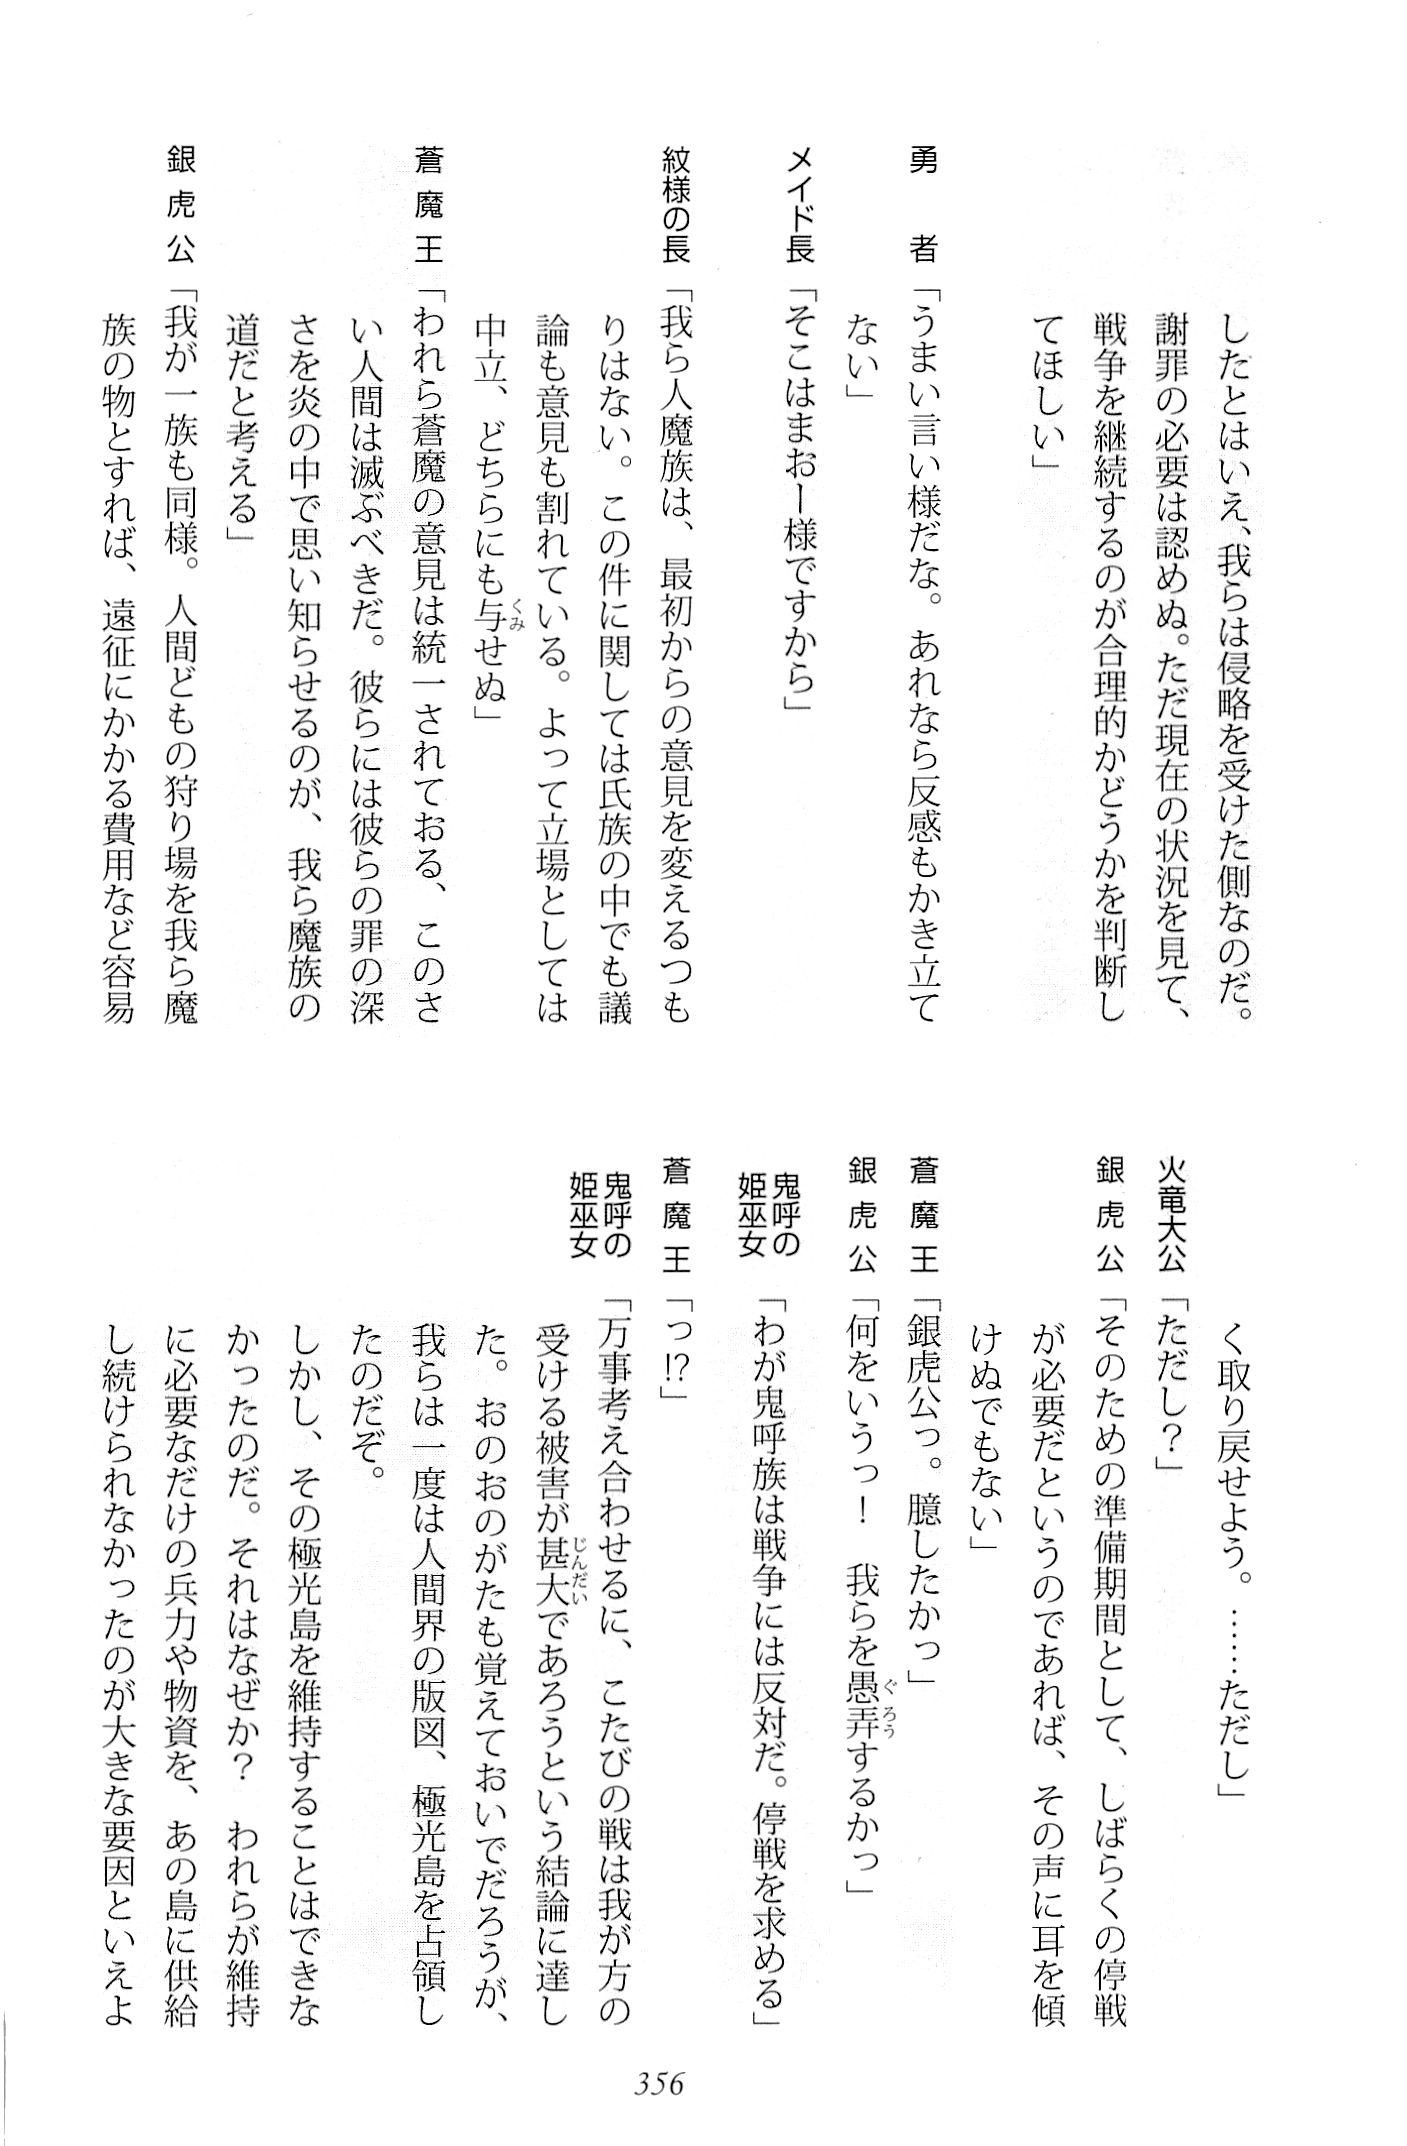 したとはいえ、我らは侵略を受けた側なのだ。
謝罪の必要は認めぬ。ただ現在の状況を見て、
戦争を継続するのが合理的かどうかを判断し
てほしい」
勇者「うまい言い様だな。あれなら反感もかき立て
ない」
メイド長「そこはまおー様ですから」
紋様の長「我ら人魔族は、最初からの意見を変えるつも
りはない。この件に関しては氏族の中でも議
論も意見も割れている。よって立場としては
中立、どちらにも与せぬ」
蒼魔王「われら蒼魔の意見は統一されておる、このさ
い人間は滅ぶべきだ。彼らには彼らの罪の深
さを炎の中で思い知らせるのが、我ら魔族の
道だと考える」
銀虎公「我が一族も同様。人間どもの狩り場を我ら魔
族の物とすれば、遠征にかかる費用など容易
く取り戻せよう。……ただし」
火竜大公「ただし？」
銀虎公「そのための準備期間として、しばらくの停戦
が必要だというのであれば、その声に耳を傾
けぬでもない」
蒼魔王「銀虎公っ。臆したかっ」
銀虎公「何をいうっ！　我らを愚弄するかっ」
鬼呼の姫巫女「わが鬼呼族は戦争には反対だ。停戦を求める」
蒼魔王「っ!?」
鬼呼の姫巫女「万事考え合わせるに、こたびの戦は我が方の
受ける被害が甚大であろうという結論に達し
た。おのおのがたも覚えておいでだろうが、
我らは一度は人間界の版図、極光島を占領し
たのだぞ。
しかし、その極光島を維持することはできな
かったのだ。それはなぜか？　われらが維持
に必要なだけの兵力や物資を、あの島に供給
し続けられなかったのが大きな要因といえよ
356